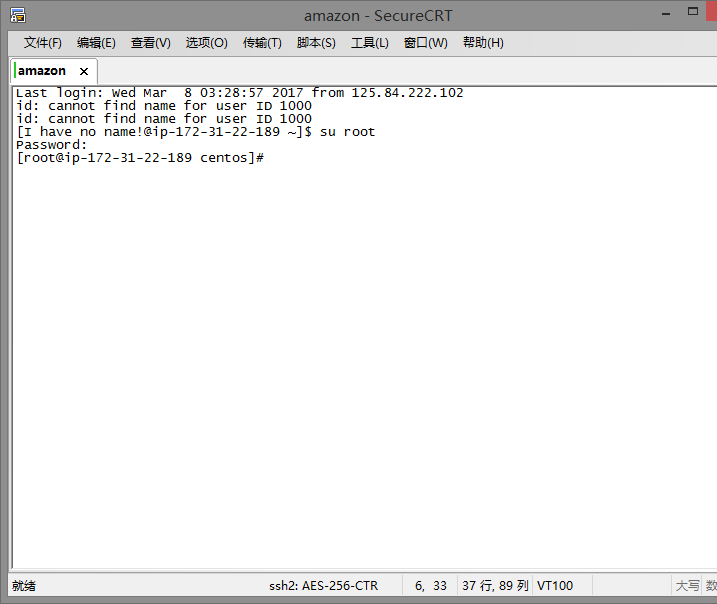 amazon - SecureCRT
文件(F) 编辑(E) 查看(V) 选项(O) 传输(T) 脚本(S) 工具(L) 窗口(W) 帮助(H)
amazon ×
Last login: Wed Mar  8 03:28:57 2017 from 125.84.222.102
id: cannot find name for user ID 1000
id: cannot find name for user ID 1000
[I have no name!@ip-172-31-22-189 ~]$ su root
Password:
[root@ip-172-31-22-189 centos]#
就绪 ssh2: AES-256-CTR 6, 33 37 行, 89 列 VT100 大写 数